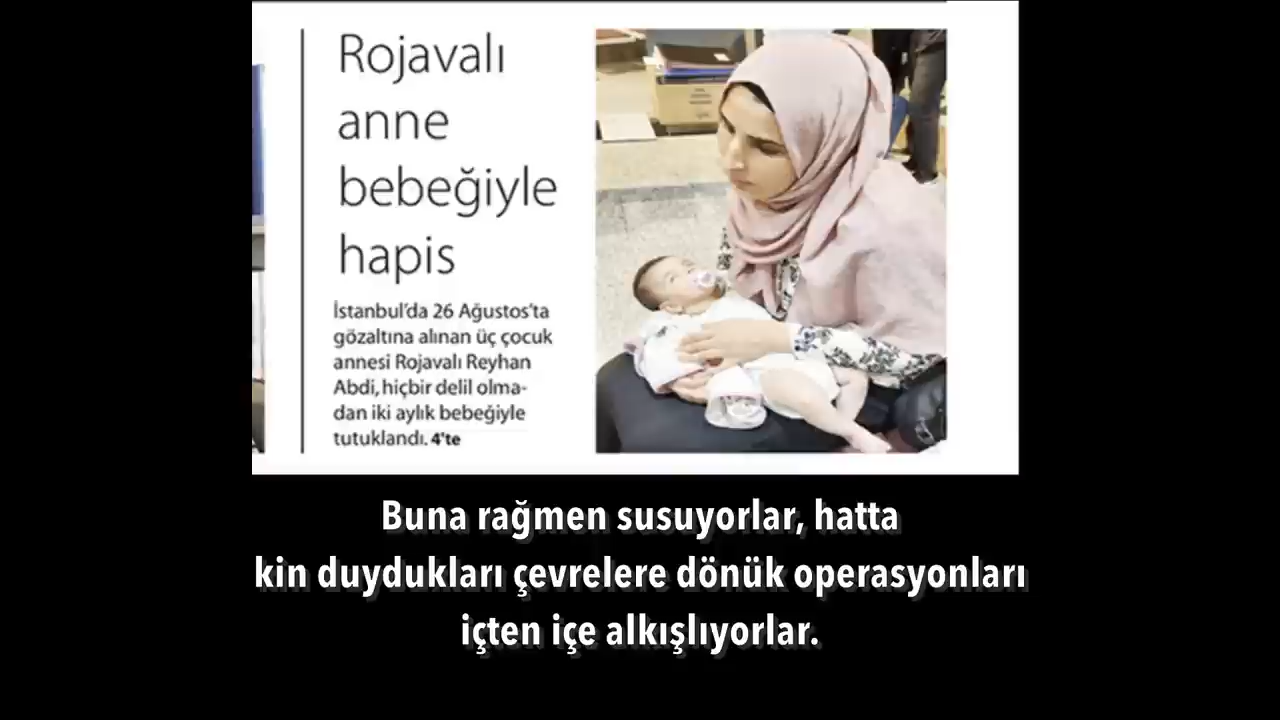 Rojavalı
anne
bebeğiyle
hapis
İstanbul'da 26 Ağustos'ta
gözaltına alınan üç çocuk
annesi Rojavalı Reyhan
Abdi, hiçbir delil olma-
dan iki aylık bebeğiyle
tutuklandı. 4'te
Buna rağmen susuyorlar, hatta
kin duydukları çevrelere dönük operasyonları
içten içe alkışlıyorlar.